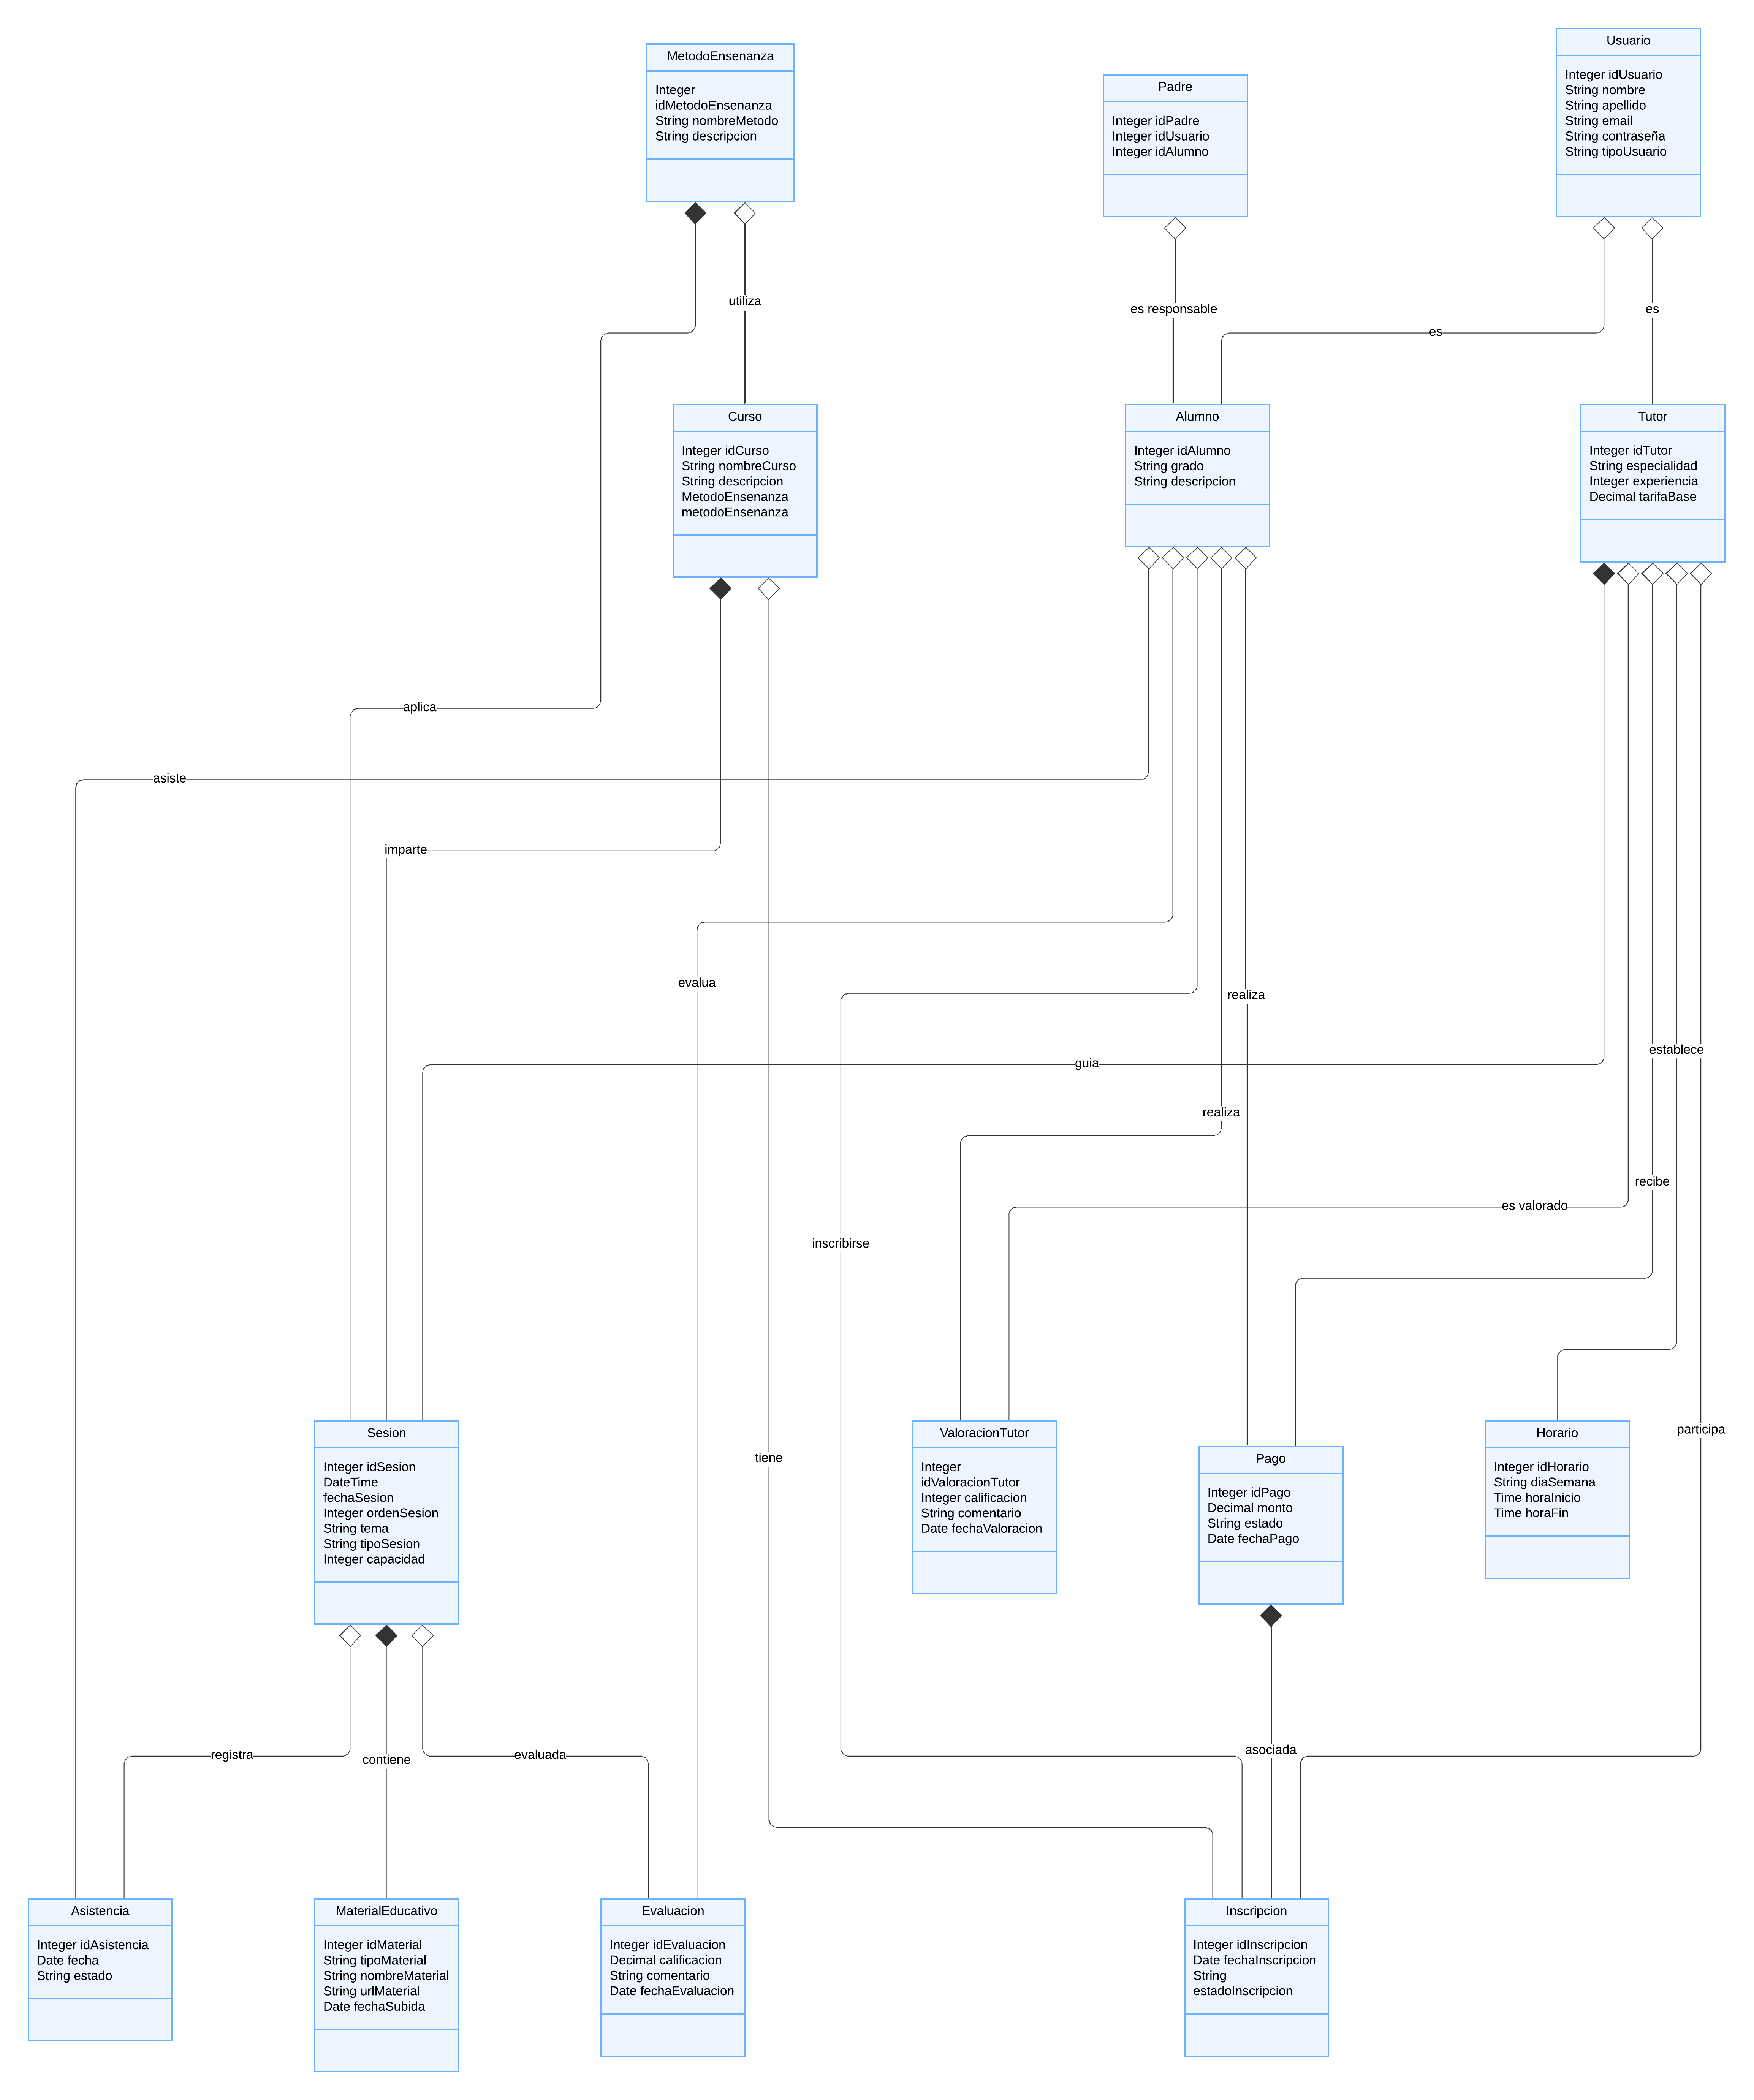 MetodoEnsenanza
Integer
idMetodoEnsenanza
String nombreMetodo
String descripcion
Padre
Integer idPadre
Integer idUsuario
Integer idAlumno
Usuario
Integer idUsuario
String nombre
String apellido
String email
String contraseña
String tipoUsuario
utiliza
es responsable
es
es
Curso
Integer idCurso
String nombreCurso
String descripcion
MetodoEnsenanza
metodoEnsenanza
Alumno
Integer idAlumno
String grado
String descripcion
Tutor
Integer idTutor
String especialidad
Integer experiencia
Decimal tarifaBase
aplica
asiste
imparte
evalua
realiza
establece
guia
realiza
recibe
es valorado
inscribirse
participa
tiene
Sesion
Integer idSesion
DateTime
fechaSesion
Integer ordenSesion
String tema
String tipoSesion
Integer capacidad
ValoracionTutor
Integer
idValoracionTutor
Integer calificacion
String comentario
Date fechaValoracion
Pago
Integer idPago
Decimal monto
String estado
Date fechaPago
Horario
Integer idHorario
String diaSemana
Time horaInicio
Time horaFin
registra
contiene
evaluada
asociada
Asistencia
Integer idAsistencia
Date fecha
String estado
MaterialEducativo
Integer idMaterial
String tipoMaterial
String nombreMaterial
String urlMaterial
Date fechaSubida
Evaluacion
Integer idEvaluacion
Decimal calificacion
String comentario
Date fechaEvaluacion
Inscripcion
Integer idInscripcion
Date fechaInscripcion
String
estadoInscripcion